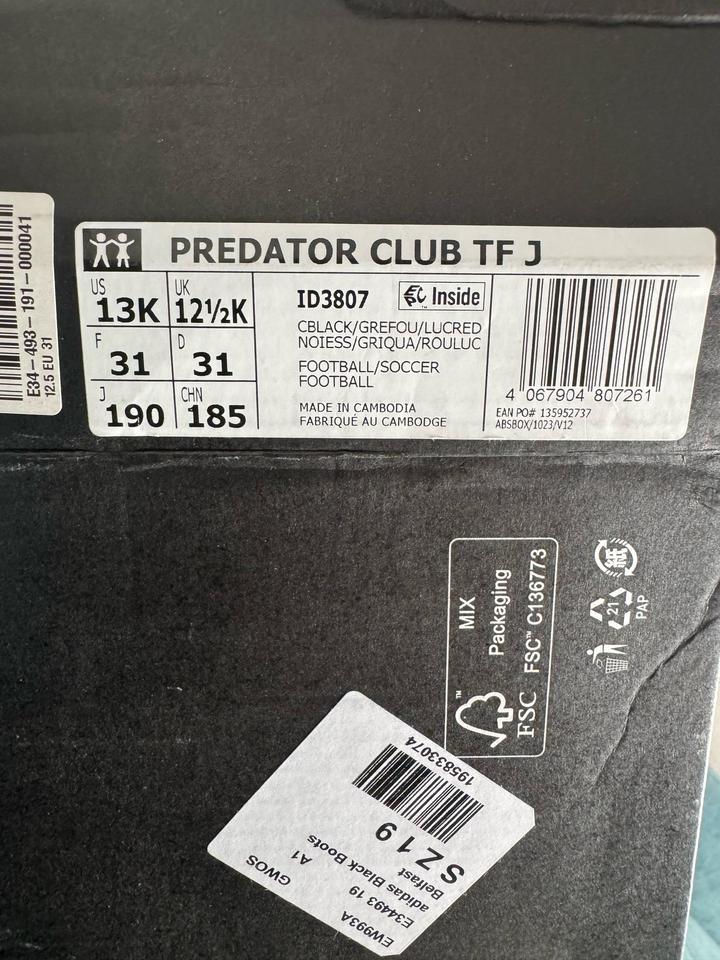 E34-493-191-000041
12.5 EU 31
PREDATOR CLUB TF J
US 13K
UK 12½K
F 31
D 31
J 190
CHN 185
ID3807
Inside
CBLACK/GREFOU/LUCRED
NOIESS/GRIQUA/ROULUC
FOOTBALL/SOCCER
FOOTBALL
MADE IN CAMBODIA
FABRIQUÉ AU CAMBODGE
4 067904 807261
EAN PO# 135952737
ABSBOX/1023/V12
MIX
Packaging
FSC™ C136773
FSC
™
紙
21
PAP
195833074
SZ 19
Belfast
adidas Black Boots
E34493 19
EW993A
A1
GWOS